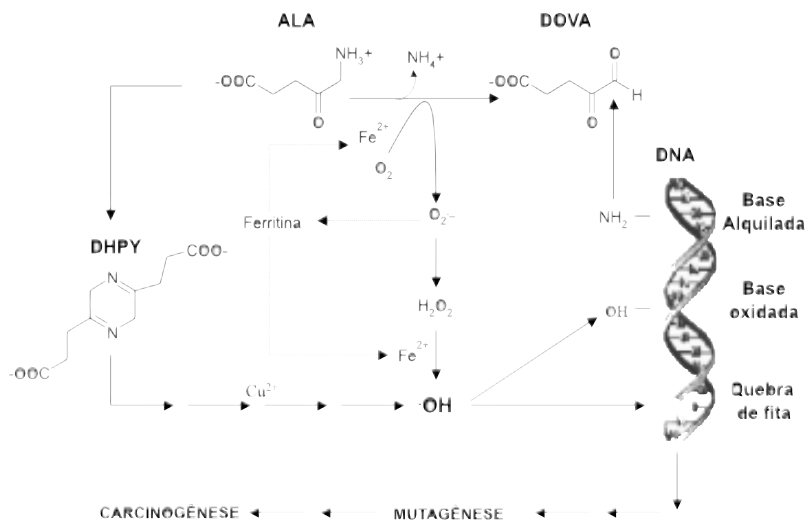 ALA
DOVA
NH₃⁺
NH₄⁺
-OOC
O
-OOC
O
O
H
Fe²⁺
O₂
DNA
Ferritina
O₂·-
NH₂
Base
Alquilada
DHPY
COO-
N
N
-OOC
H₂O₂
OH
Base
oxidada
Fe²⁺
Cu²⁺
·OH
Quebra
de fita
CARCINOGÊNESE
MUTAGÊNESE